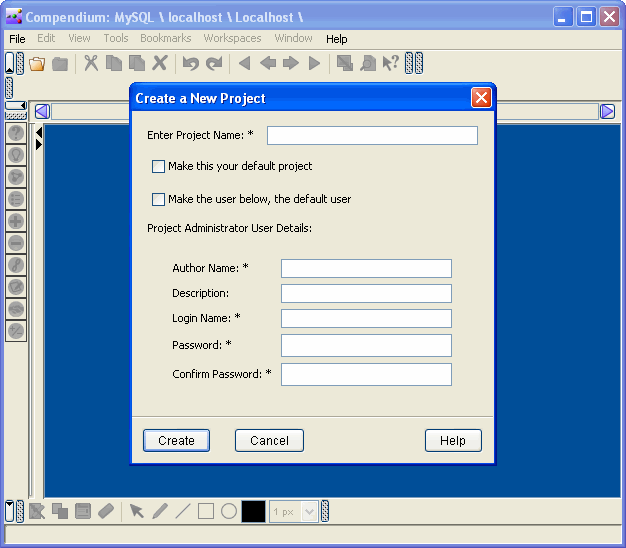 Compendium: MySQL \ localhost \ Localhost \
File Edit View Tools Bookmarks Workspaces Window Help
Create a New Project
Enter Project Name: *
Make this your default project
Make the user below, the default user
Project Administrator User Details:
Author Name: *
Description:
Login Name: *
Password: *
Confirm Password: *
Create Cancel Help
1 px